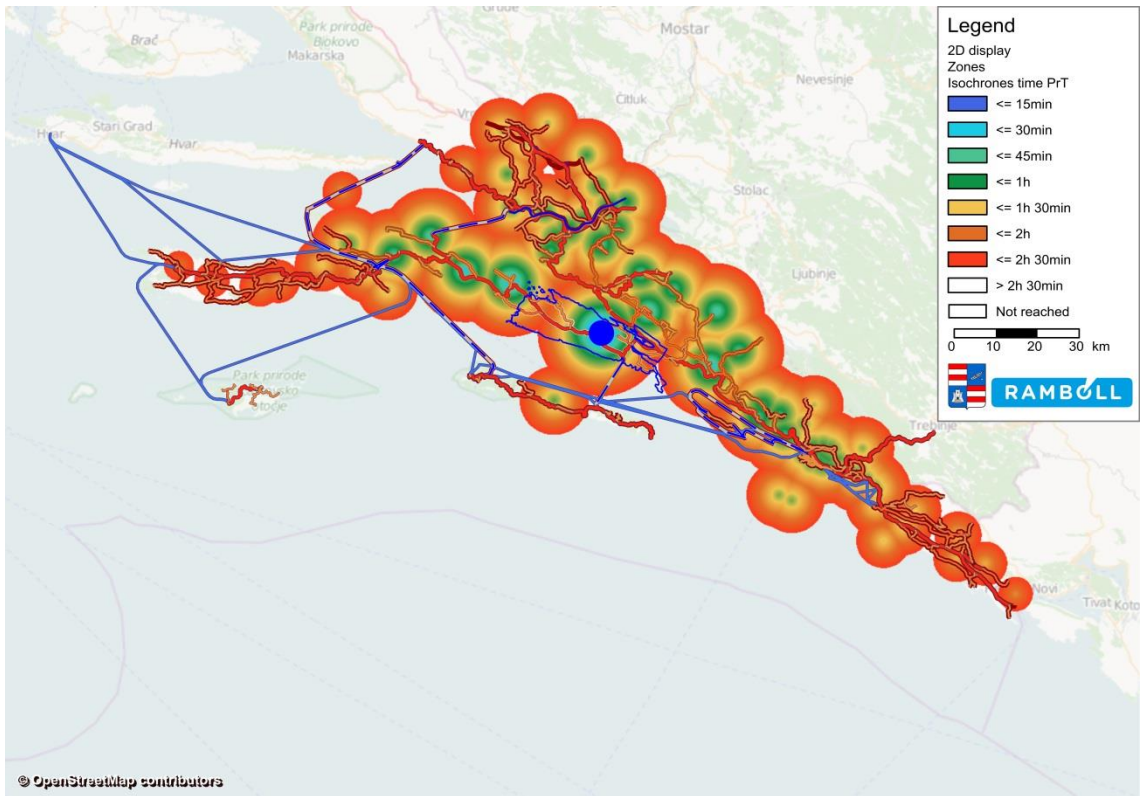 Brač
Park prirode
Biokovo
Makarska
Grude
Mostar
Nevesinje
Čitluk
Hvar
Stari Grad
Hvar
Stolac
Ljubinje
Park prirode
Trebinje
Novi
Tivat
Legend
2D display
Zones
Isochrones time PrT
<= 15min
<= 30min
<= 45min
<= 1h
<= 1h 30min
<= 2h
<= 2h 30min
> 2h 30min
Not reached
0 10 20 30 km
RAMBOLL
© OpenStreetMap contributors